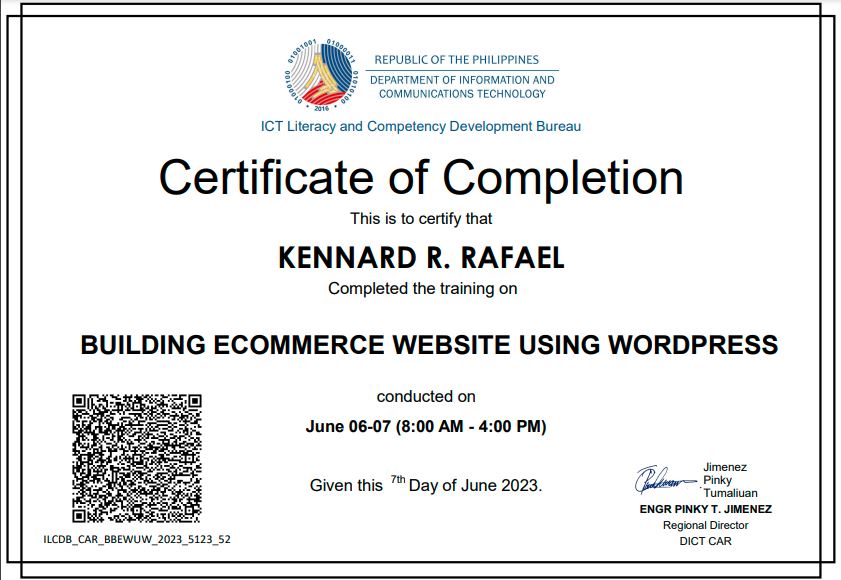 01001001 01000011 01010100 01000100
2016
REPUBLIC OF THE PHILIPPINES
DEPARTMENT OF INFORMATION AND
COMMUNICATIONS TECHNOLOGY
ICT Literacy and Competency Development Bureau
Certificate of Completion
This is to certify that
KENNARD R. RAFAEL
Completed the training on
BUILDING ECOMMERCE WEBSITE USING WORDPRESS
conducted on
June 06-07 (8:00 AM - 4:00 PM)
Given this 7th Day of June 2023.
ILCDB_CAR_BBEWUW_2023_5123_52
Jimenez
Pinky
Tumaliuan
ENGR PINKY T. JIMENEZ
Regional Director
DICT CAR